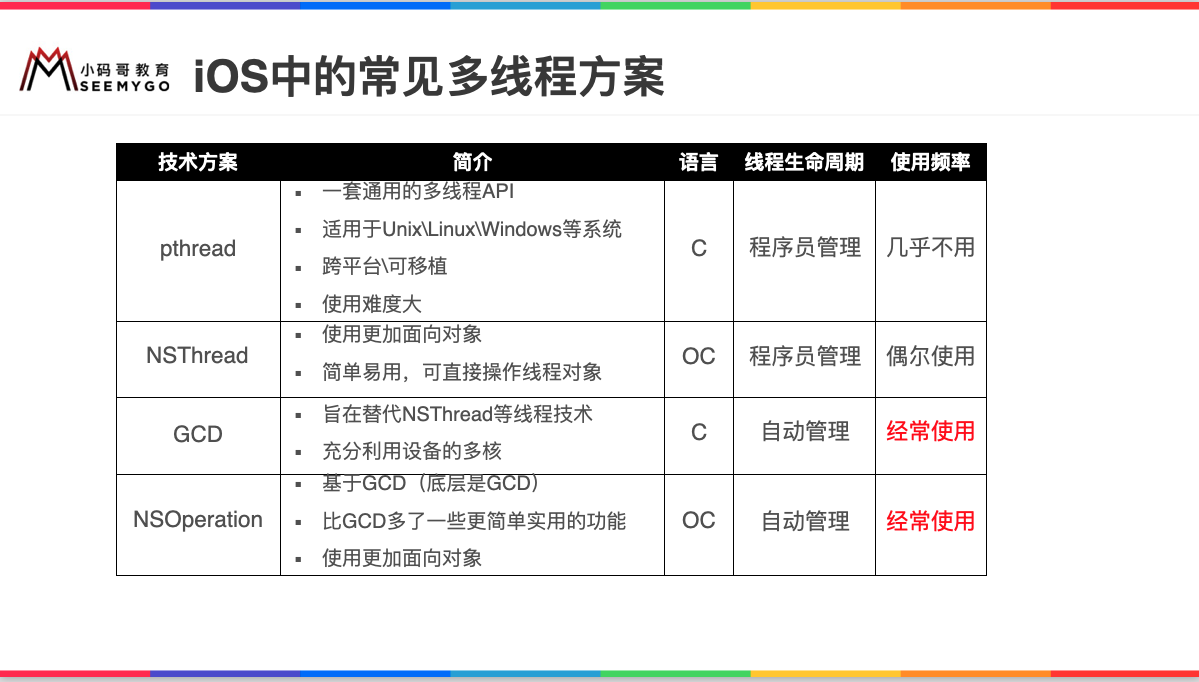 小码哥教育
SEEMYGO
iOS中的常见多线程方案
技术方案 简介 语言 线程生命周期 使用频率
pthread
▪ 一套通用的多线程API
▪ 适用于Unix\Linux\Windows等系统
▪ 跨平台\可移植
▪ 使用难度大
C
程序员管理
几乎不用
NSThread
▪ 使用更加面向对象
▪ 简单易用，可直接操作线程对象
OC
程序员管理
偶尔使用
GCD
▪ 旨在替代NSThread等线程技术
▪ 充分利用设备的多核
C
自动管理
经常使用
NSOperation
▪ 基于GCD（底层是GCD）
▪ 比GCD多了一些更简单实用的功能
▪ 使用更加面向对象
OC
自动管理
经常使用